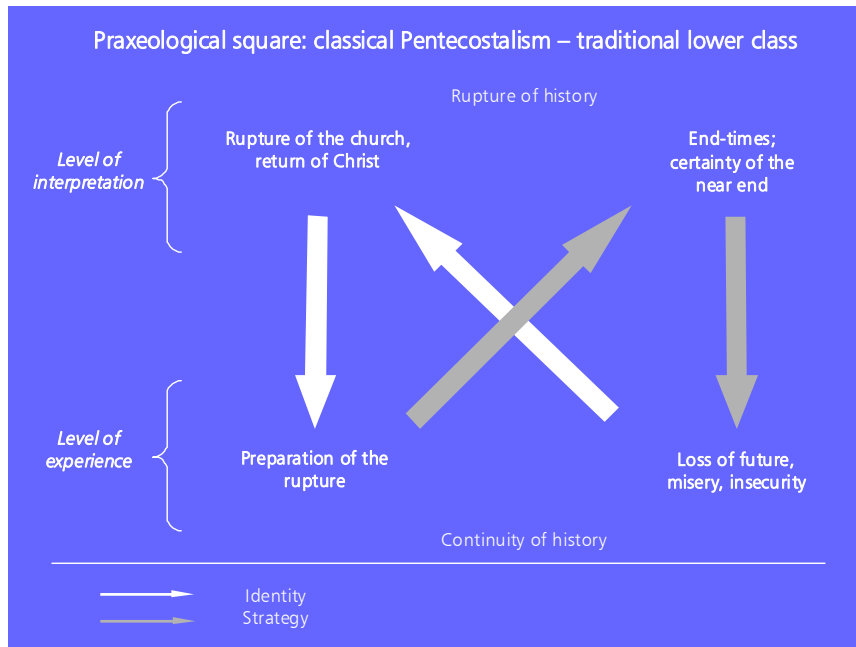 Praxeological square: classical Pentecostalism – traditional lower class
Rupture of history
Level of
interpretation
Rupture of the church,
return of Christ
End-times;
certainty of the
near end
Level of
experience
Preparation of the
rupture
Loss of future,
misery, insecurity
Continuity of history
Identity
Strategy